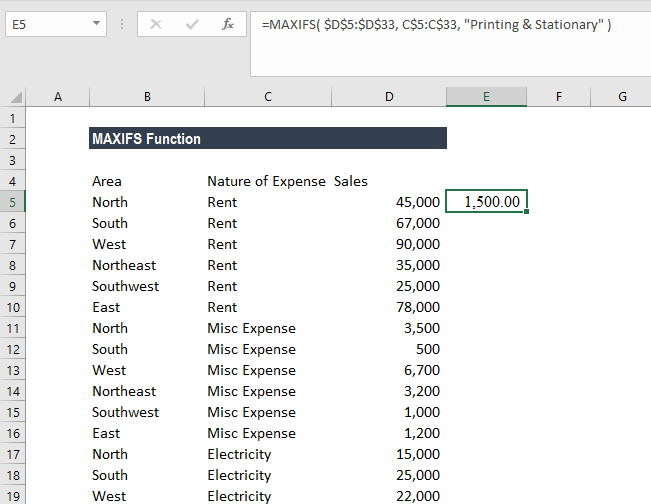 E5 fx =MAXIFS( $D$5:$D$33, C$5:C$33, "Printing & Stationary" )
A B C D E F G
1
2 MAXIFS Function
3
4 Area Nature of Expense Sales
5 North Rent 45,000 1,500.00
6 South Rent 67,000
7 West Rent 90,000
8 Northeast Rent 35,000
9 Southwest Rent 25,000
10 East Rent 78,000
11 North Misc Expense 3,500
12 South Misc Expense 500
13 West Misc Expense 6,700
14 Northeast Misc Expense 3,200
15 Southwest Misc Expense 1,000
16 East Misc Expense 1,200
17 North Electricity 15,000
18 South Electricity 25,000
19 West Electricity 22,000